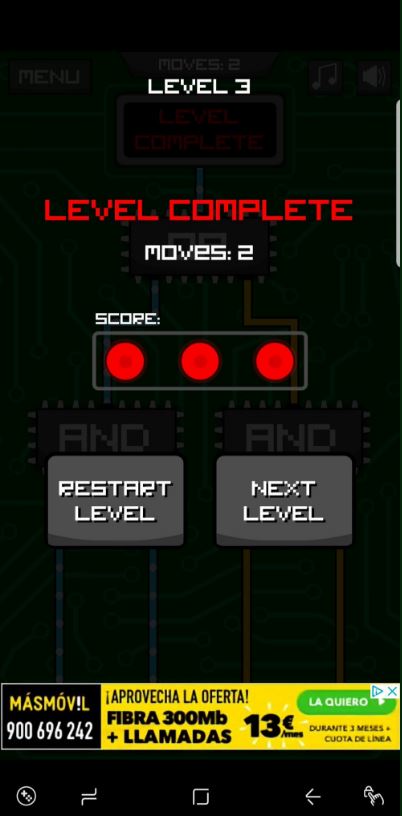 MOVES: 2
MENU
LEVEL 3
LEVEL
COMPLETE
LEVEL COMPLETE
OR
MOVES: 2
SCORE:
AND AND
RESTART
LEVEL
NEXT
LEVEL
MÁSMÓV!L
900 696 242
¡APROVECHA LA OFERTA!
FIBRA 300Mb
+ LLAMADAS
13€
/mes
LA QUIERO
DURANTE 3 MESES +
CUOTA DE LÍNEA